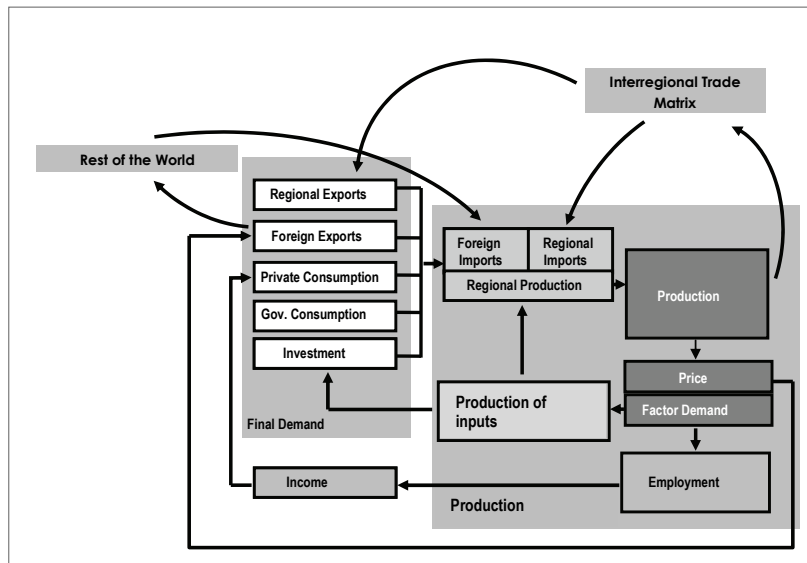 Interregional Trade
Matrix
Rest of the World
Regional Exports
Foreign Exports
Private Consumption
Gov. Consumption
Investment
Final Demand
Foreign
Imports
Regional
Imports
Regional Production
Production
Price
Factor Demand
Production of
inputs
Income
Employment
Production